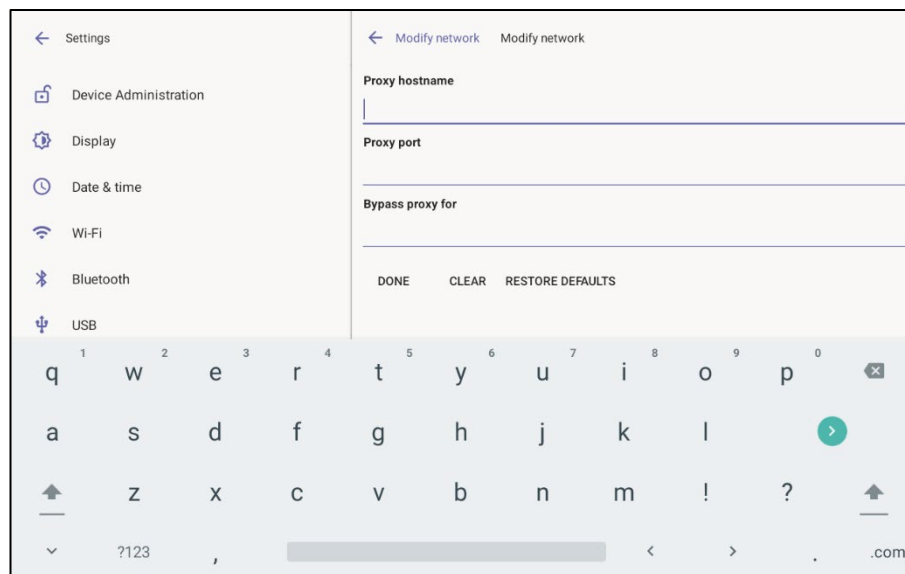 Settings
Device Administration
Display
Date & time
Wi-Fi
Bluetooth
USB
Modify network Modify network
Proxy hostname
Proxy port
Bypass proxy for
DONE CLEAR RESTORE DEFAULTS
1 2 3 4 5 6 7 8 9 0
q w e r t y u i o p
a s d f g h j k l
z x c v b n m ! ?
?123 , < > . .com